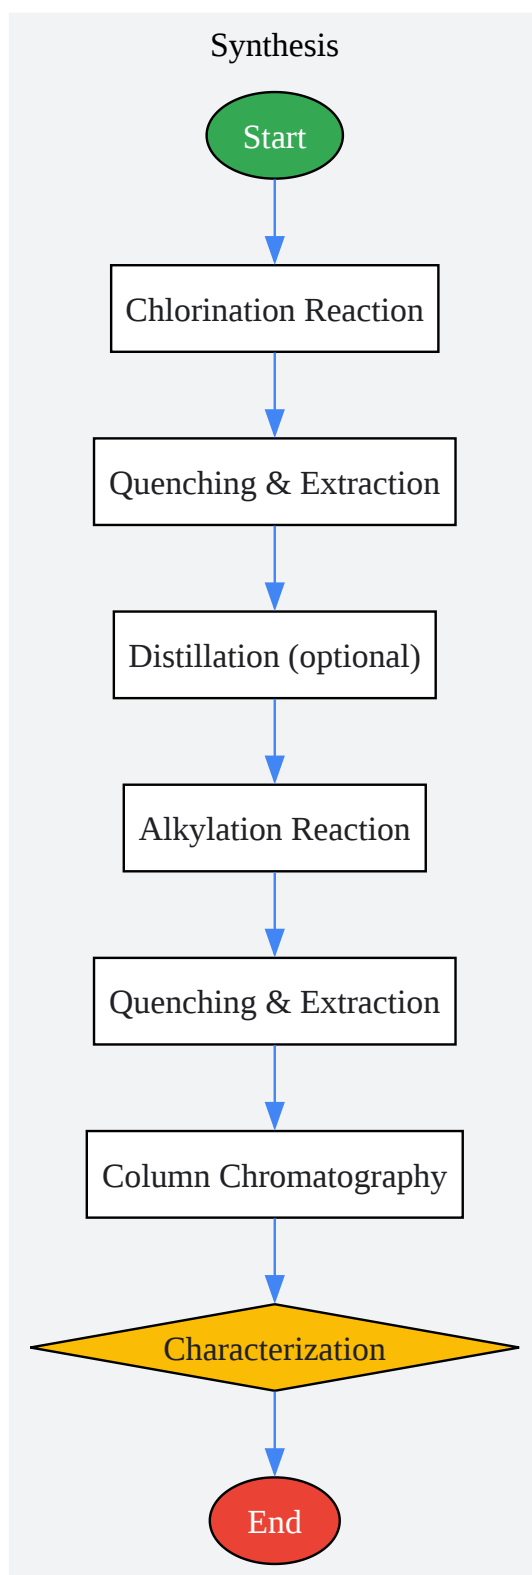 Synthesis
Start
Chlorination Reaction
Quenching & Extraction
Distillation (optional)
Alkylation Reaction
Quenching & Extraction
Column Chromatography
Characterization
End